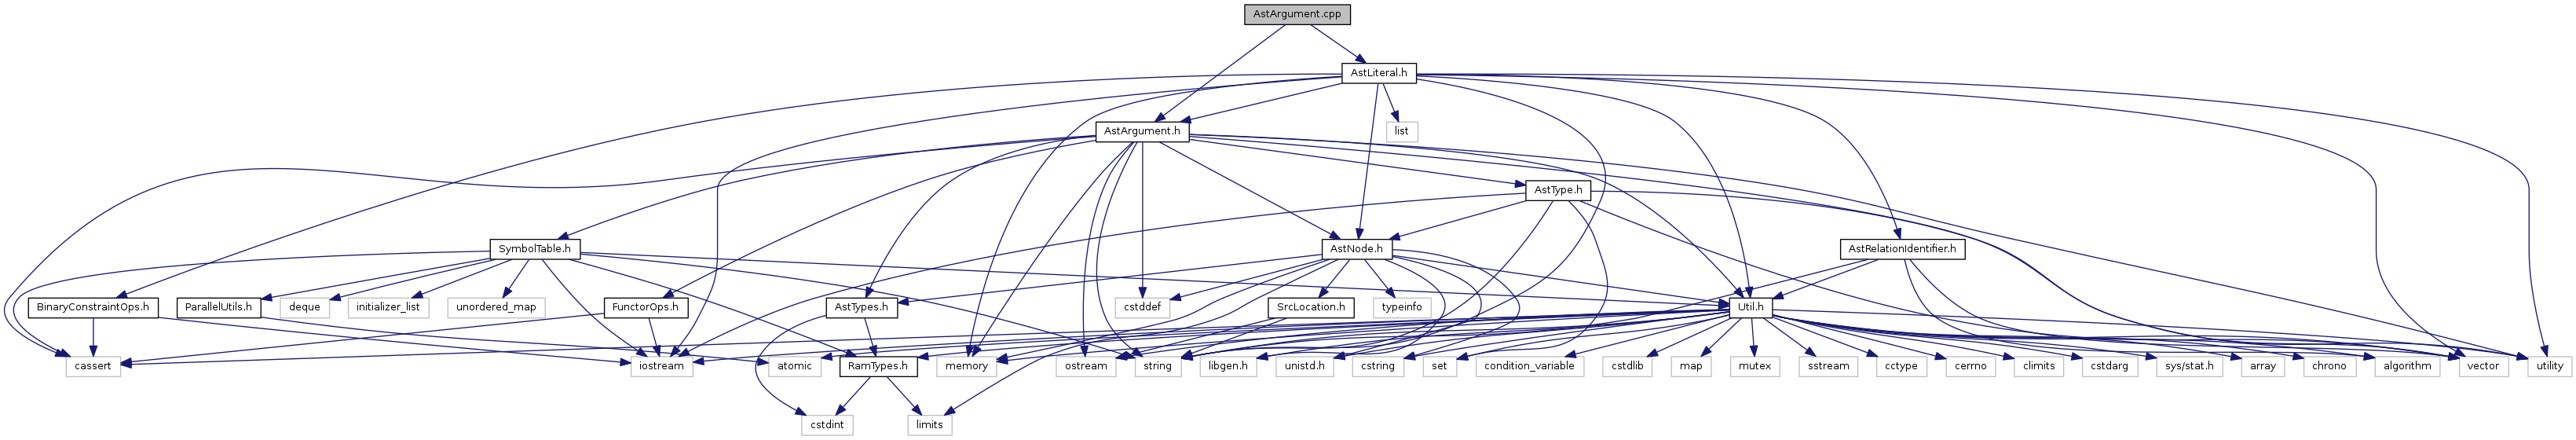 AstArgument.cpp
AstLiteral.h
AstArgument.h
list
AstType.h
SymbolTable.h
AstNode.h
AstRelationIdentifier.h
BinaryConstraintOps.h
ParallelUtils.h
deque
initializer_list
unordered_map
FunctorOps.h
AstTypes.h
cstddef
SrcLocation.h
typeinfo
Util.h
cassert
iostream
atomic
RamTypes.h
memory
ostream
string
libgen.h
unistd.h
cstring
set
condition_variable
cstdlib
map
mutex
sstream
cctype
cerrno
climits
cstdarg
sys/stat.h
array
chrono
algorithm
vector
utility
cstdint
limits